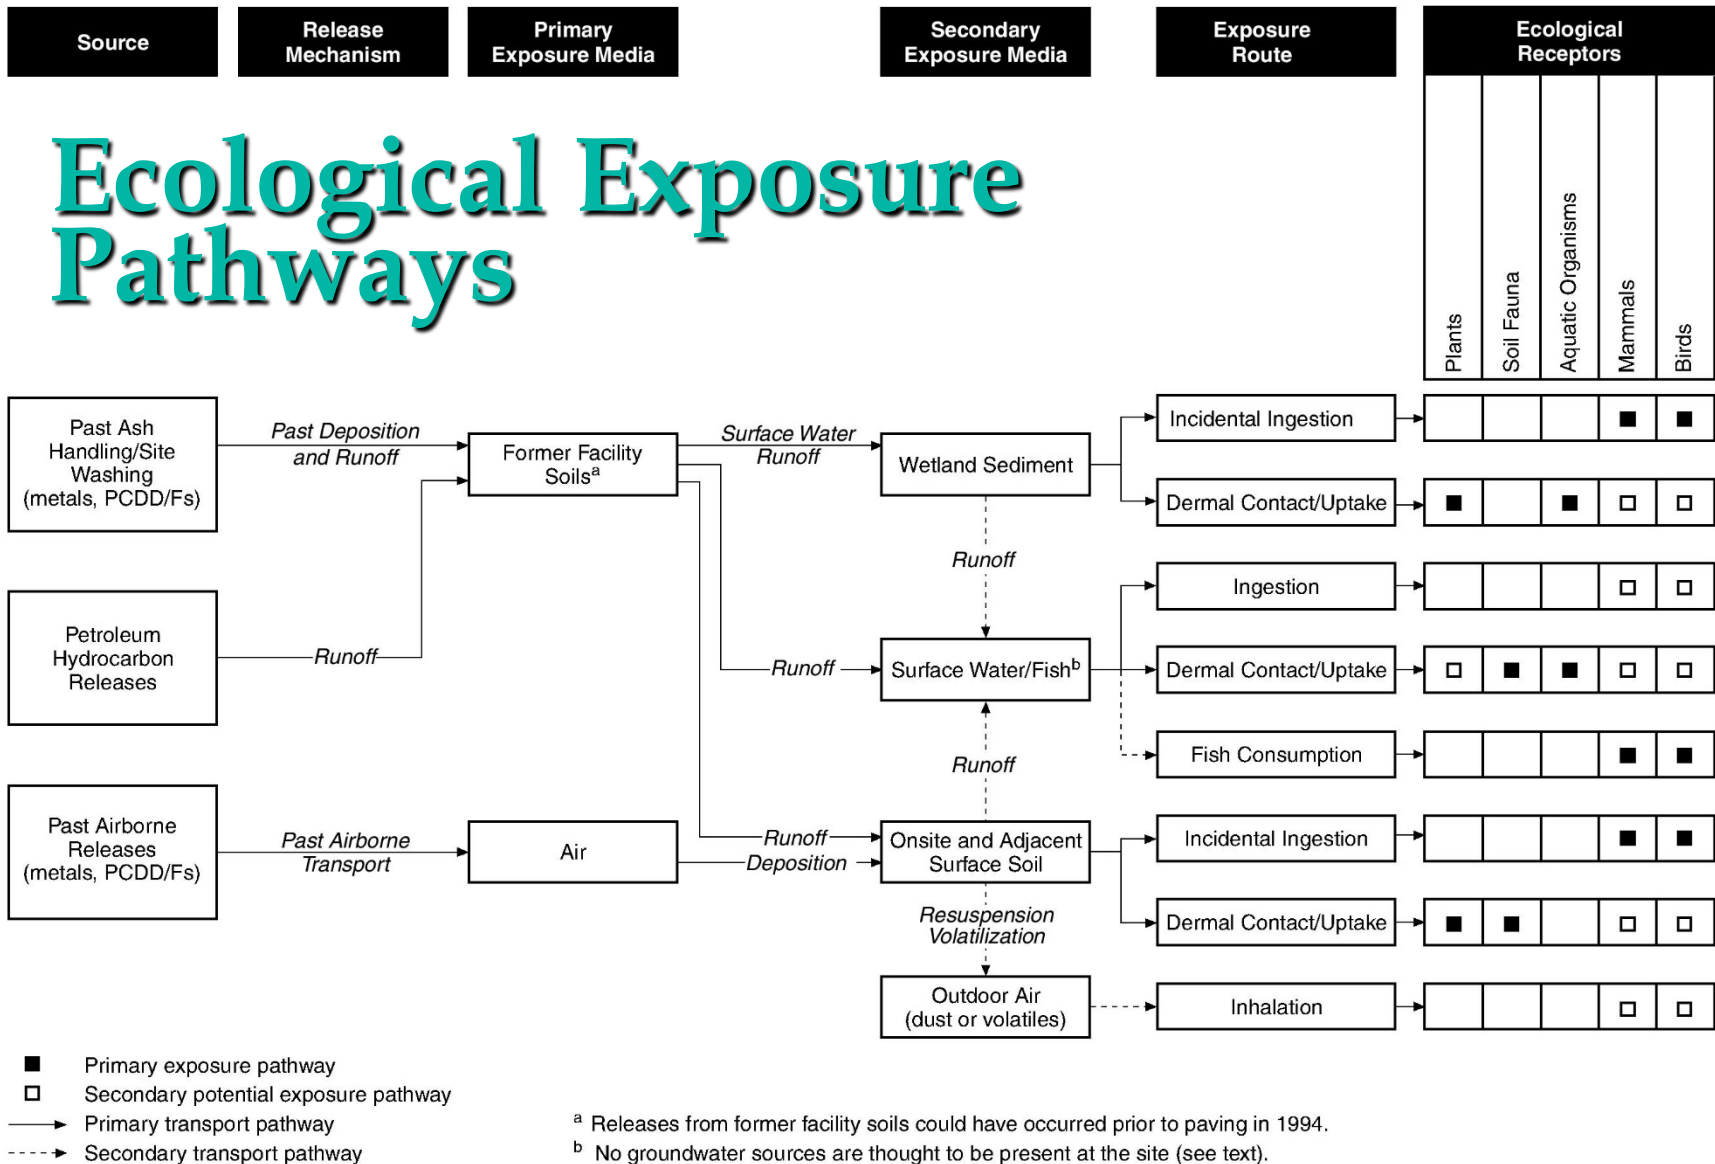 Source
Release
Mechanism
Primary
Exposure Media
Secondary
Exposure Media
Exposure
Route
Ecological
Receptors
Ecological Exposure
Pathways
Plants
Soil Fauna
Aquatic Organisms
Mammals
Birds
Past Ash
Handling/Site
Washing
(metals, PCDD/Fs)
Past Deposition
and Runoff
Former Facility
Soilsᵃ
Surface Water
Runoff
Wetland Sediment
Incidental Ingestion
Dermal Contact/Uptake
Runoff
Ingestion
Petroleum
Hydrocarbon
Releases
Runoff
Runoff
Surface Water/Fishᵇ
Dermal Contact/Uptake
Runoff
Fish Consumption
Past Airborne
Releases
(metals, PCDD/Fs)
Past Airborne
Transport
Air
Runoff
Deposition
Onsite and Adjacent
Surface Soil
Incidental Ingestion
Dermal Contact/Uptake
Resuspension
Volatilization
Outdoor Air
(dust or volatiles)
Inhalation
Primary exposure pathway
Secondary potential exposure pathway
Primary transport pathway
Secondary transport pathway
ᵃ Releases from former facility soils could have occurred prior to paving in 1994.
ᵇ No groundwater sources are thought to be present at the site (see text).